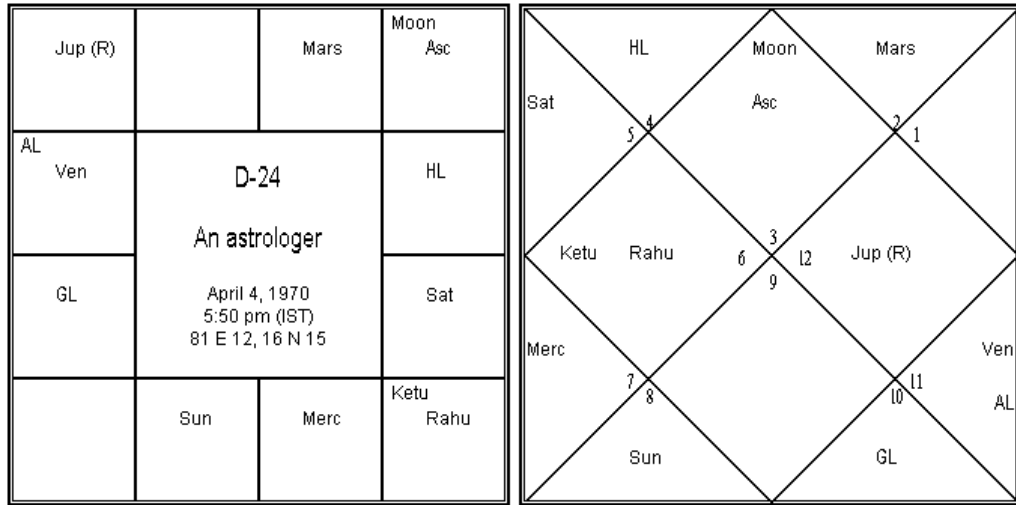 Jup (R)
Mars
Moon
Asc
AL
Ven
HL
GL
Sat
Sun
Merc
Ketu
Rahu
D-24
An astrologer
April 4, 1970
5:50 pm (IST)
81 E 12, 16 N 15
HL
Moon
Mars
Sat
Asc
4
5
2
1
3
Ketu
Rahu
6
12
Jup (R)
9
Merc
Ven
7
8
11
10
AL
Sun
GL